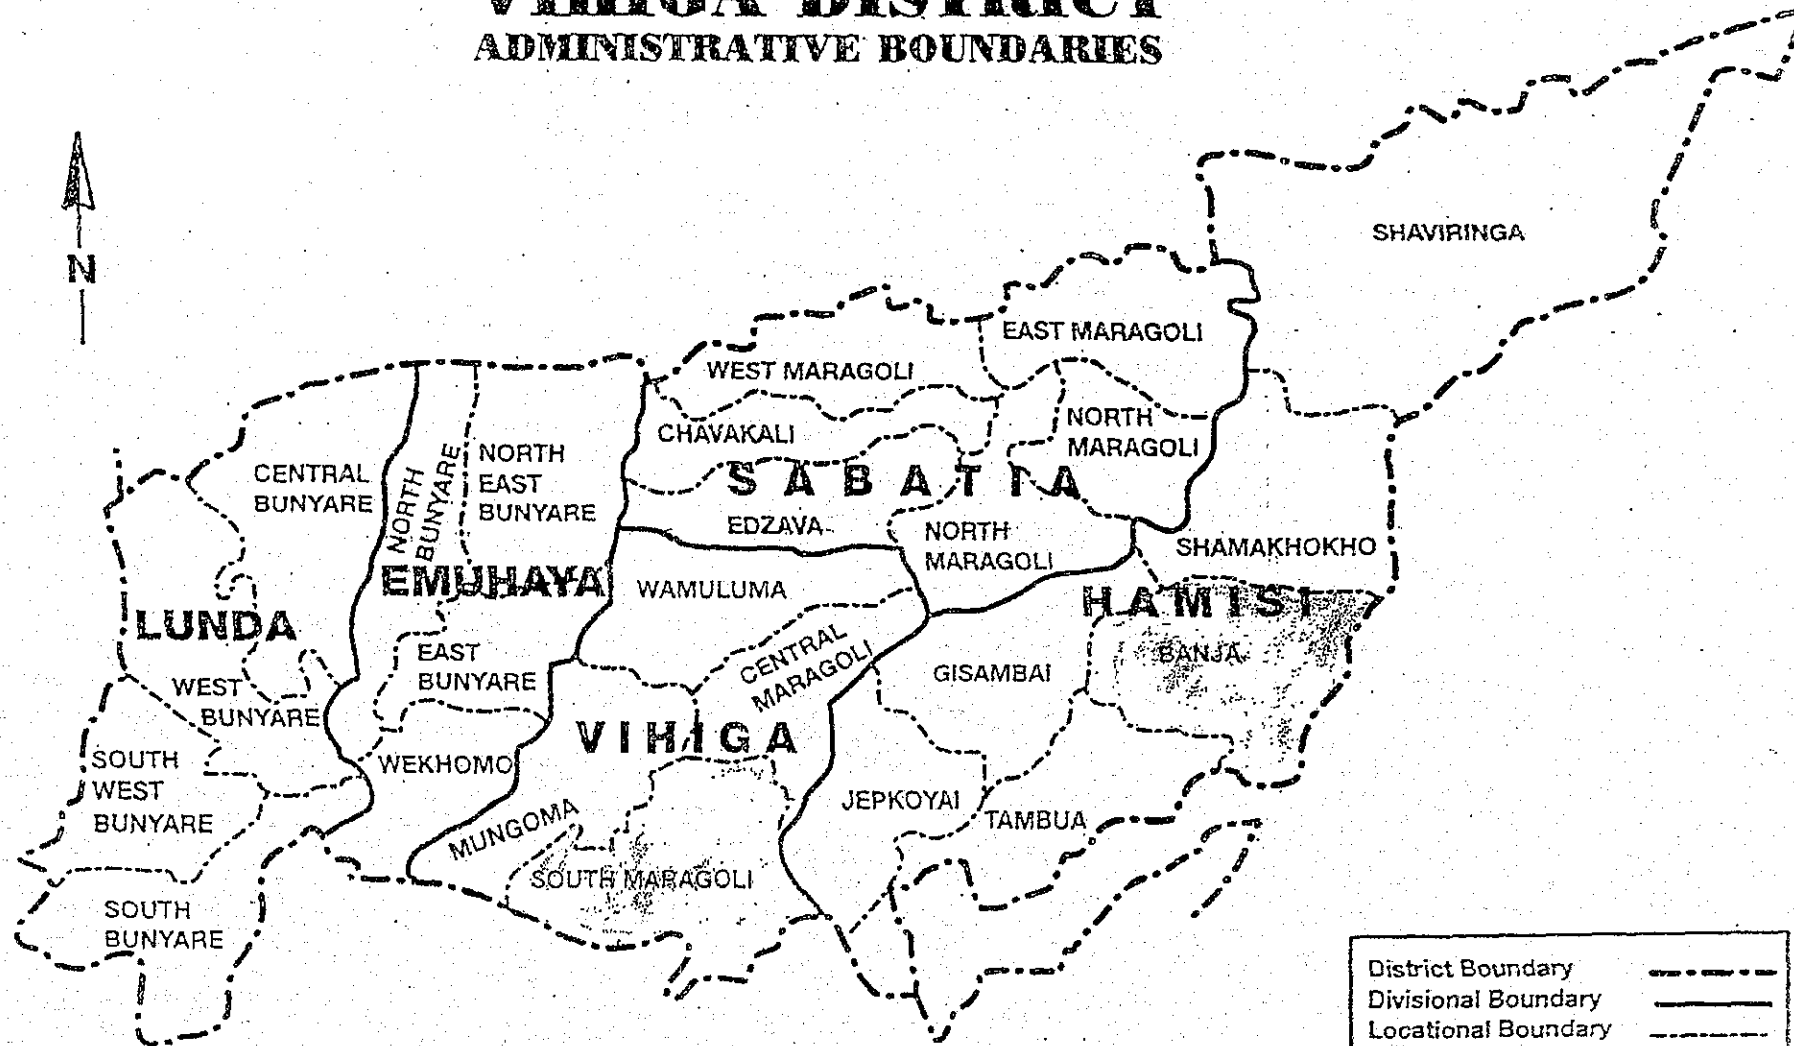 VIHIGA DISTRICT
ADMINISTRATIVE BOUNDARIES
N
SHAVIRINGA
EAST MARAGOLI
WEST MARAGOLI
CHAVAKALI
NORTH
MARAGOLI
SABATIA
EDZAVA
NORTH
MARAGOLI
CENTRAL
BUNYARE
NORTH
BUNYARE
NORTH
EAST
BUNYARE
EMUHAYA
WAMULUMA
SHAMAKHOKHO
HAMISI
BANJA
LUNDA
EAST
BUNYARE
CENTRAL
MARAGOLI
GISAMBAI
WEST
BUNYARE
VIHIGA
SOUTH
WEST
BUNYARE
WEKHOMO
MUNGOMA
JEPKOYAI
TAMBUA
SOUTH MARAGOLI
SOUTH
BUNYARE
District Boundary
Divisional Boundary
Locational Boundary